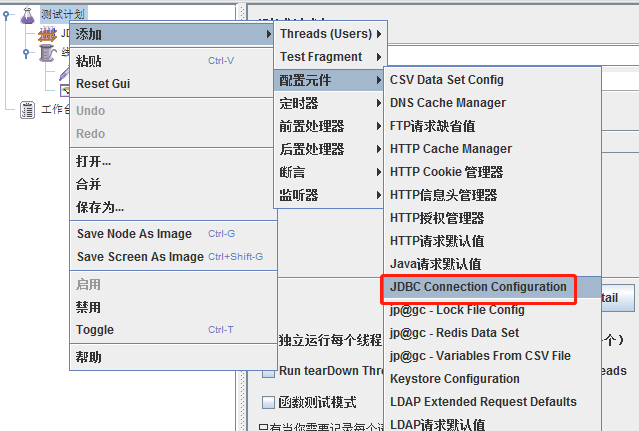 测试计划
JD
线
工作台
添加
粘贴 Ctrl-V
Reset Gui
Undo
Redo
打开...
合并
保存为...
Save Node As Image Ctrl-G
Save Screen As Image Ctrl+Shift-G
启用
禁用
Toggle Ctrl-T
帮助
Threads (Users)
Test Fragment
配置元件
定时器
前置处理器
后置处理器
断言
监听器
CSV Data Set Config
DNS Cache Manager
FTP请求缺省值
HTTP Cache Manager
HTTP Cookie 管理器
HTTP信息头管理器
HTTP授权管理器
HTTP请求默认值
Java请求默认值
JDBC Connection Configuration
jp@gc - Lock File Config
jp@gc - Redis Data Set
jp@gc - Variables From CSV File
Keystore Configuration
LDAP Extended Request Defaults
LDAP请求默认值
tail
独立运行每个线程 个）
Run tearDown Thre eads
函数测试模式
只有当你需要记录每个